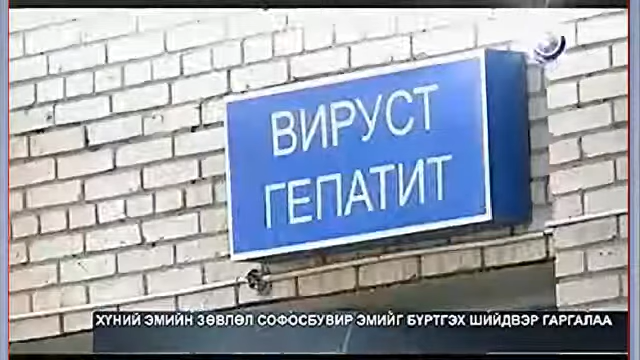 ВИРУСТ
ГЕПАТИТ
ХҮНИЙ ЭМИЙН ЗӨВЛӨЛ СОФОСБУВИР ЭМИЙГ БҮРТГЭХ ШИЙДВЭР ГАРГАЛАА